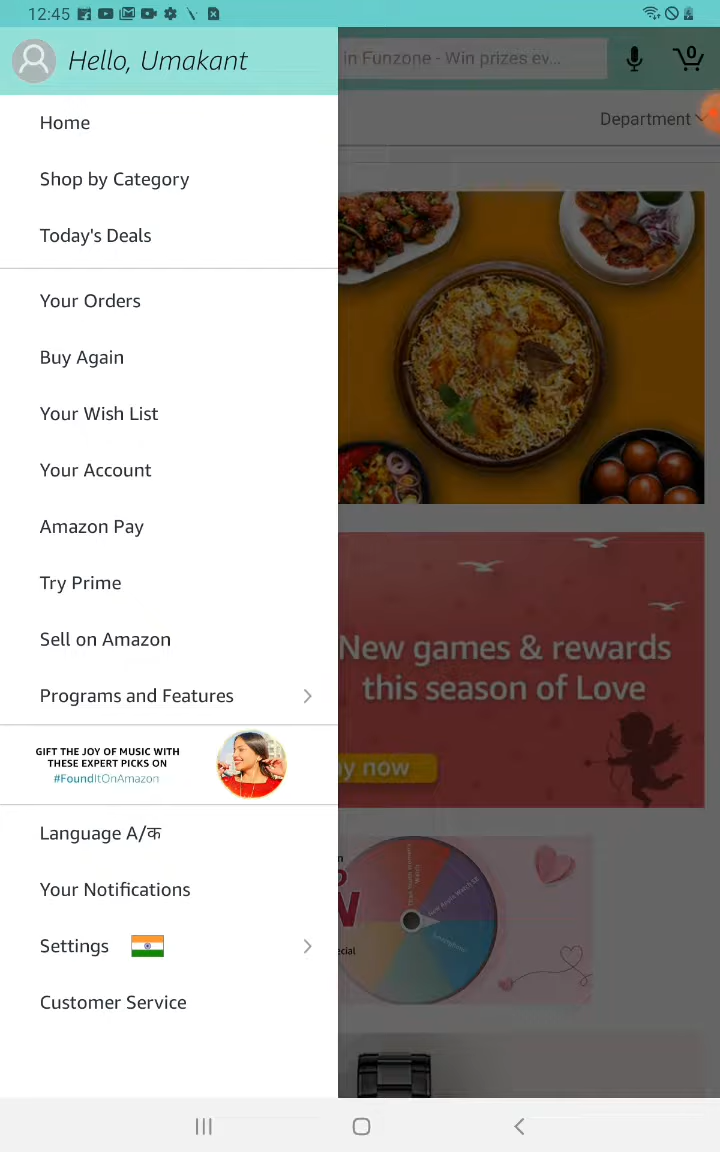 12:45
Hello, Umakant
in Funzone - Win prizes ev...
0
Department
Home
Shop by Category
Today's Deals
Your Orders
Buy Again
Your Wish List
Your Account
Amazon Pay
Try Prime
Sell on Amazon
Programs and Features
New games & rewards
this season of Love
y now
GIFT THE JOY OF MUSIC WITH
THESE EXPERT PICKS ON
#FoundItOnAmazon
Language A/क
Your Notifications
Settings
Customer Service
ecial